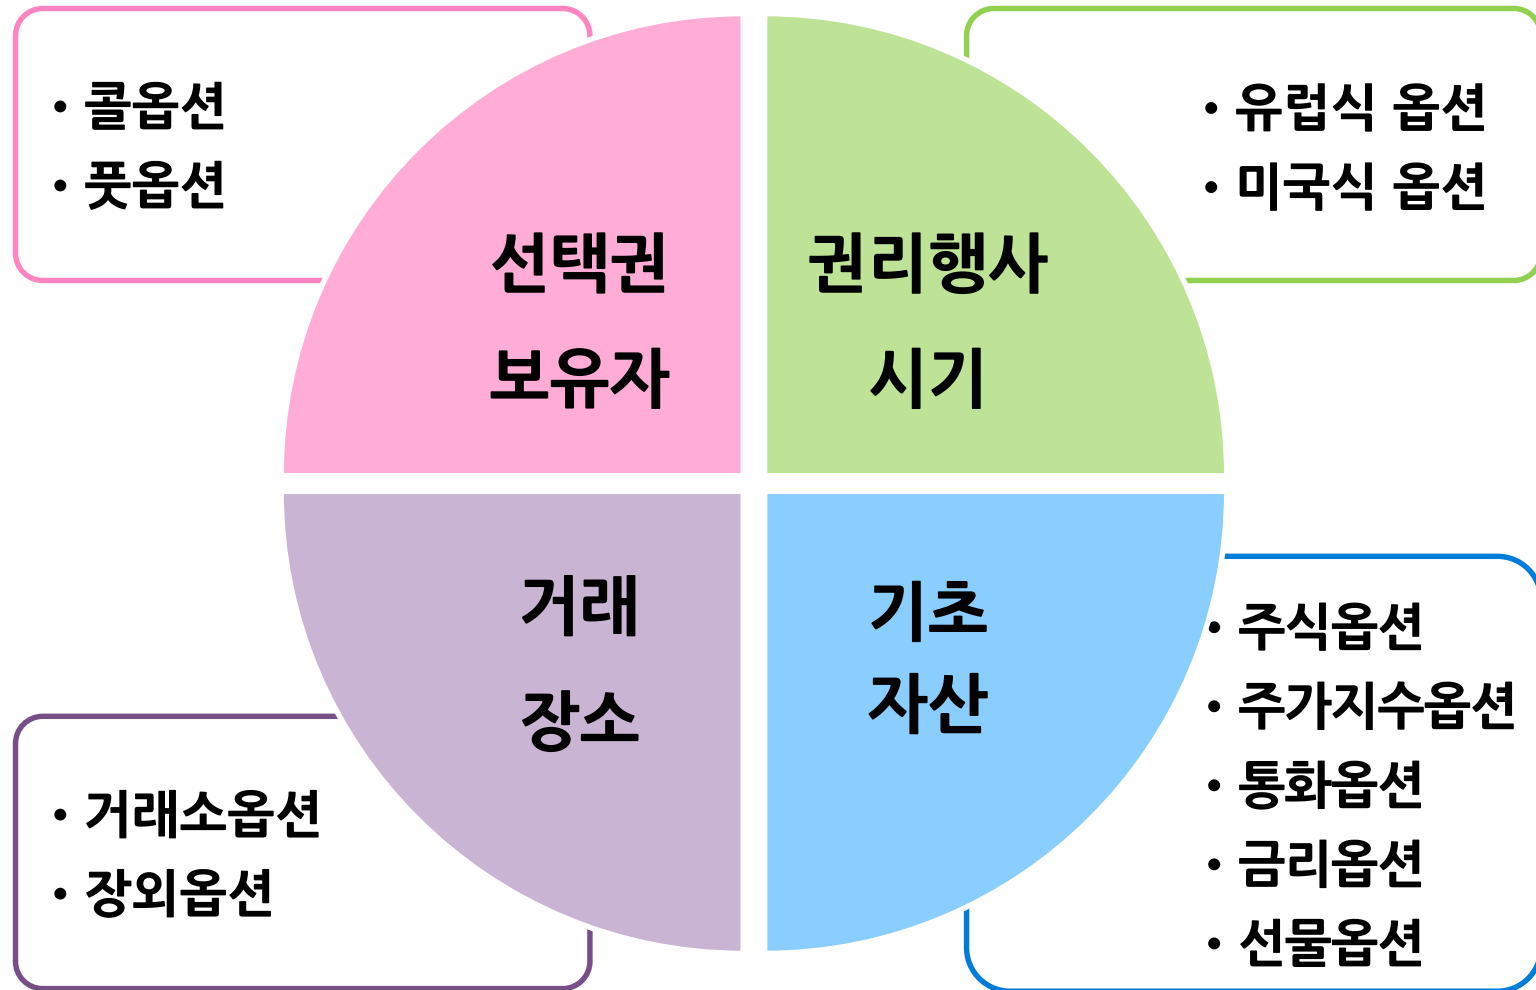 • 콜옵션
• 풋옵션
선택권
보유자
• 유럽식 옵션
• 미국식 옵션
권리행사
시기
거래
장소
• 거래소옵션
• 장외옵션
기초
자산
• 주식옵션
• 주가지수옵션
• 통화옵션
• 금리옵션
• 선물옵션